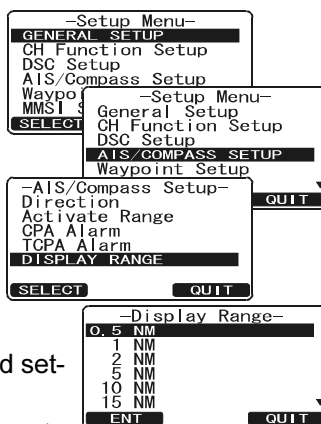 -Setup Menu-
GENERAL SETUP
CH Function Setup
DSC Setup
AIS/Compass Setup
Waypoi
MMSI S
SELECT
-Setup Menu-
General Setup
CH Function Setup
DSC Setup
AIS/COMPASS SETUP
Waypoint Setup
QUIT
-AIS/Compass Setup-
Direction
Activate Range
CPA Alarm
TCPA Alarm
DISPLAY RANGE
SELECT QUIT
-Display Range-
0.5 NM
1 NM
2 NM
5 NM
10 NM
15 NM
ENT QUIT
d set-